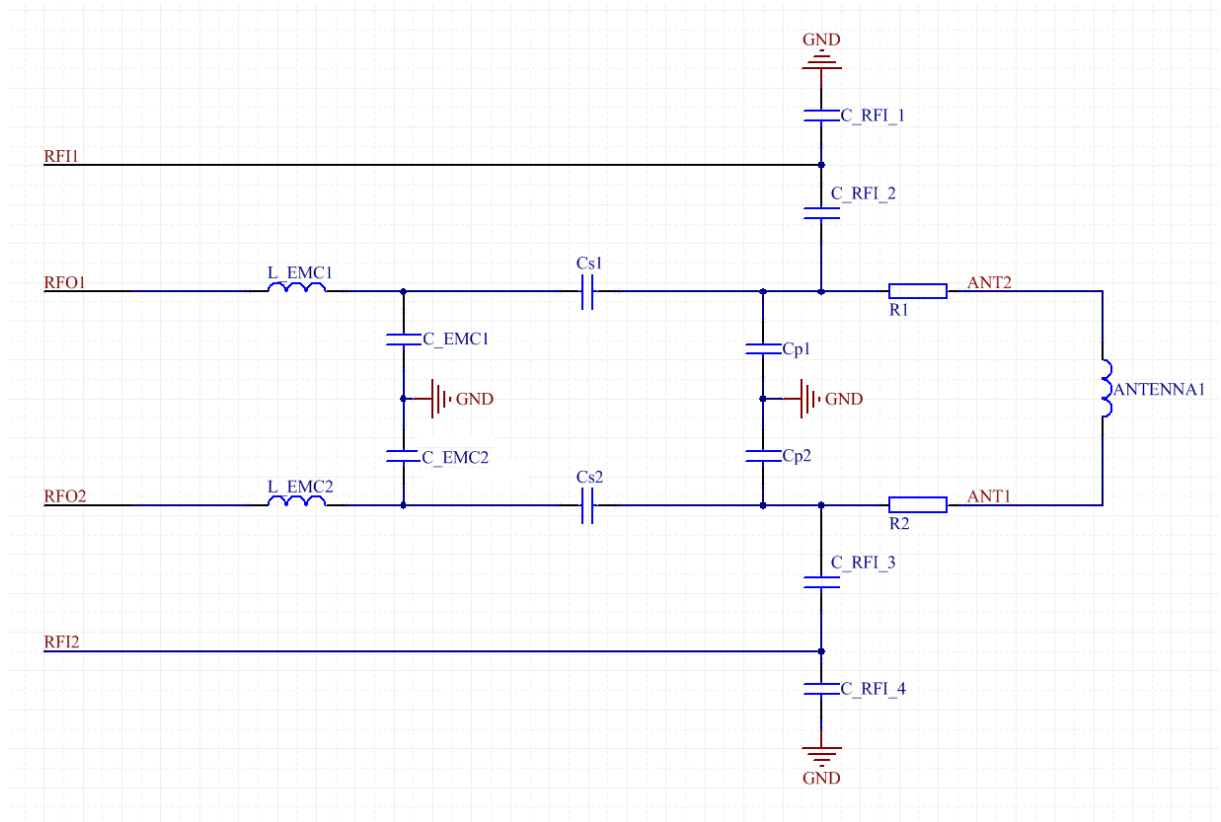 GND
C_RFI_1
RFI1
C_RFI_2
L_EMC1
Cs1
RFO1
ANT2
R1
C_EMC1
Cp1
ANTENNA1
GND
GND
C_EMC2
Cp2
L_EMC2
Cs2
RFO2
ANT1
R2
C_RFI_3
RFI2
C_RFI_4
GND